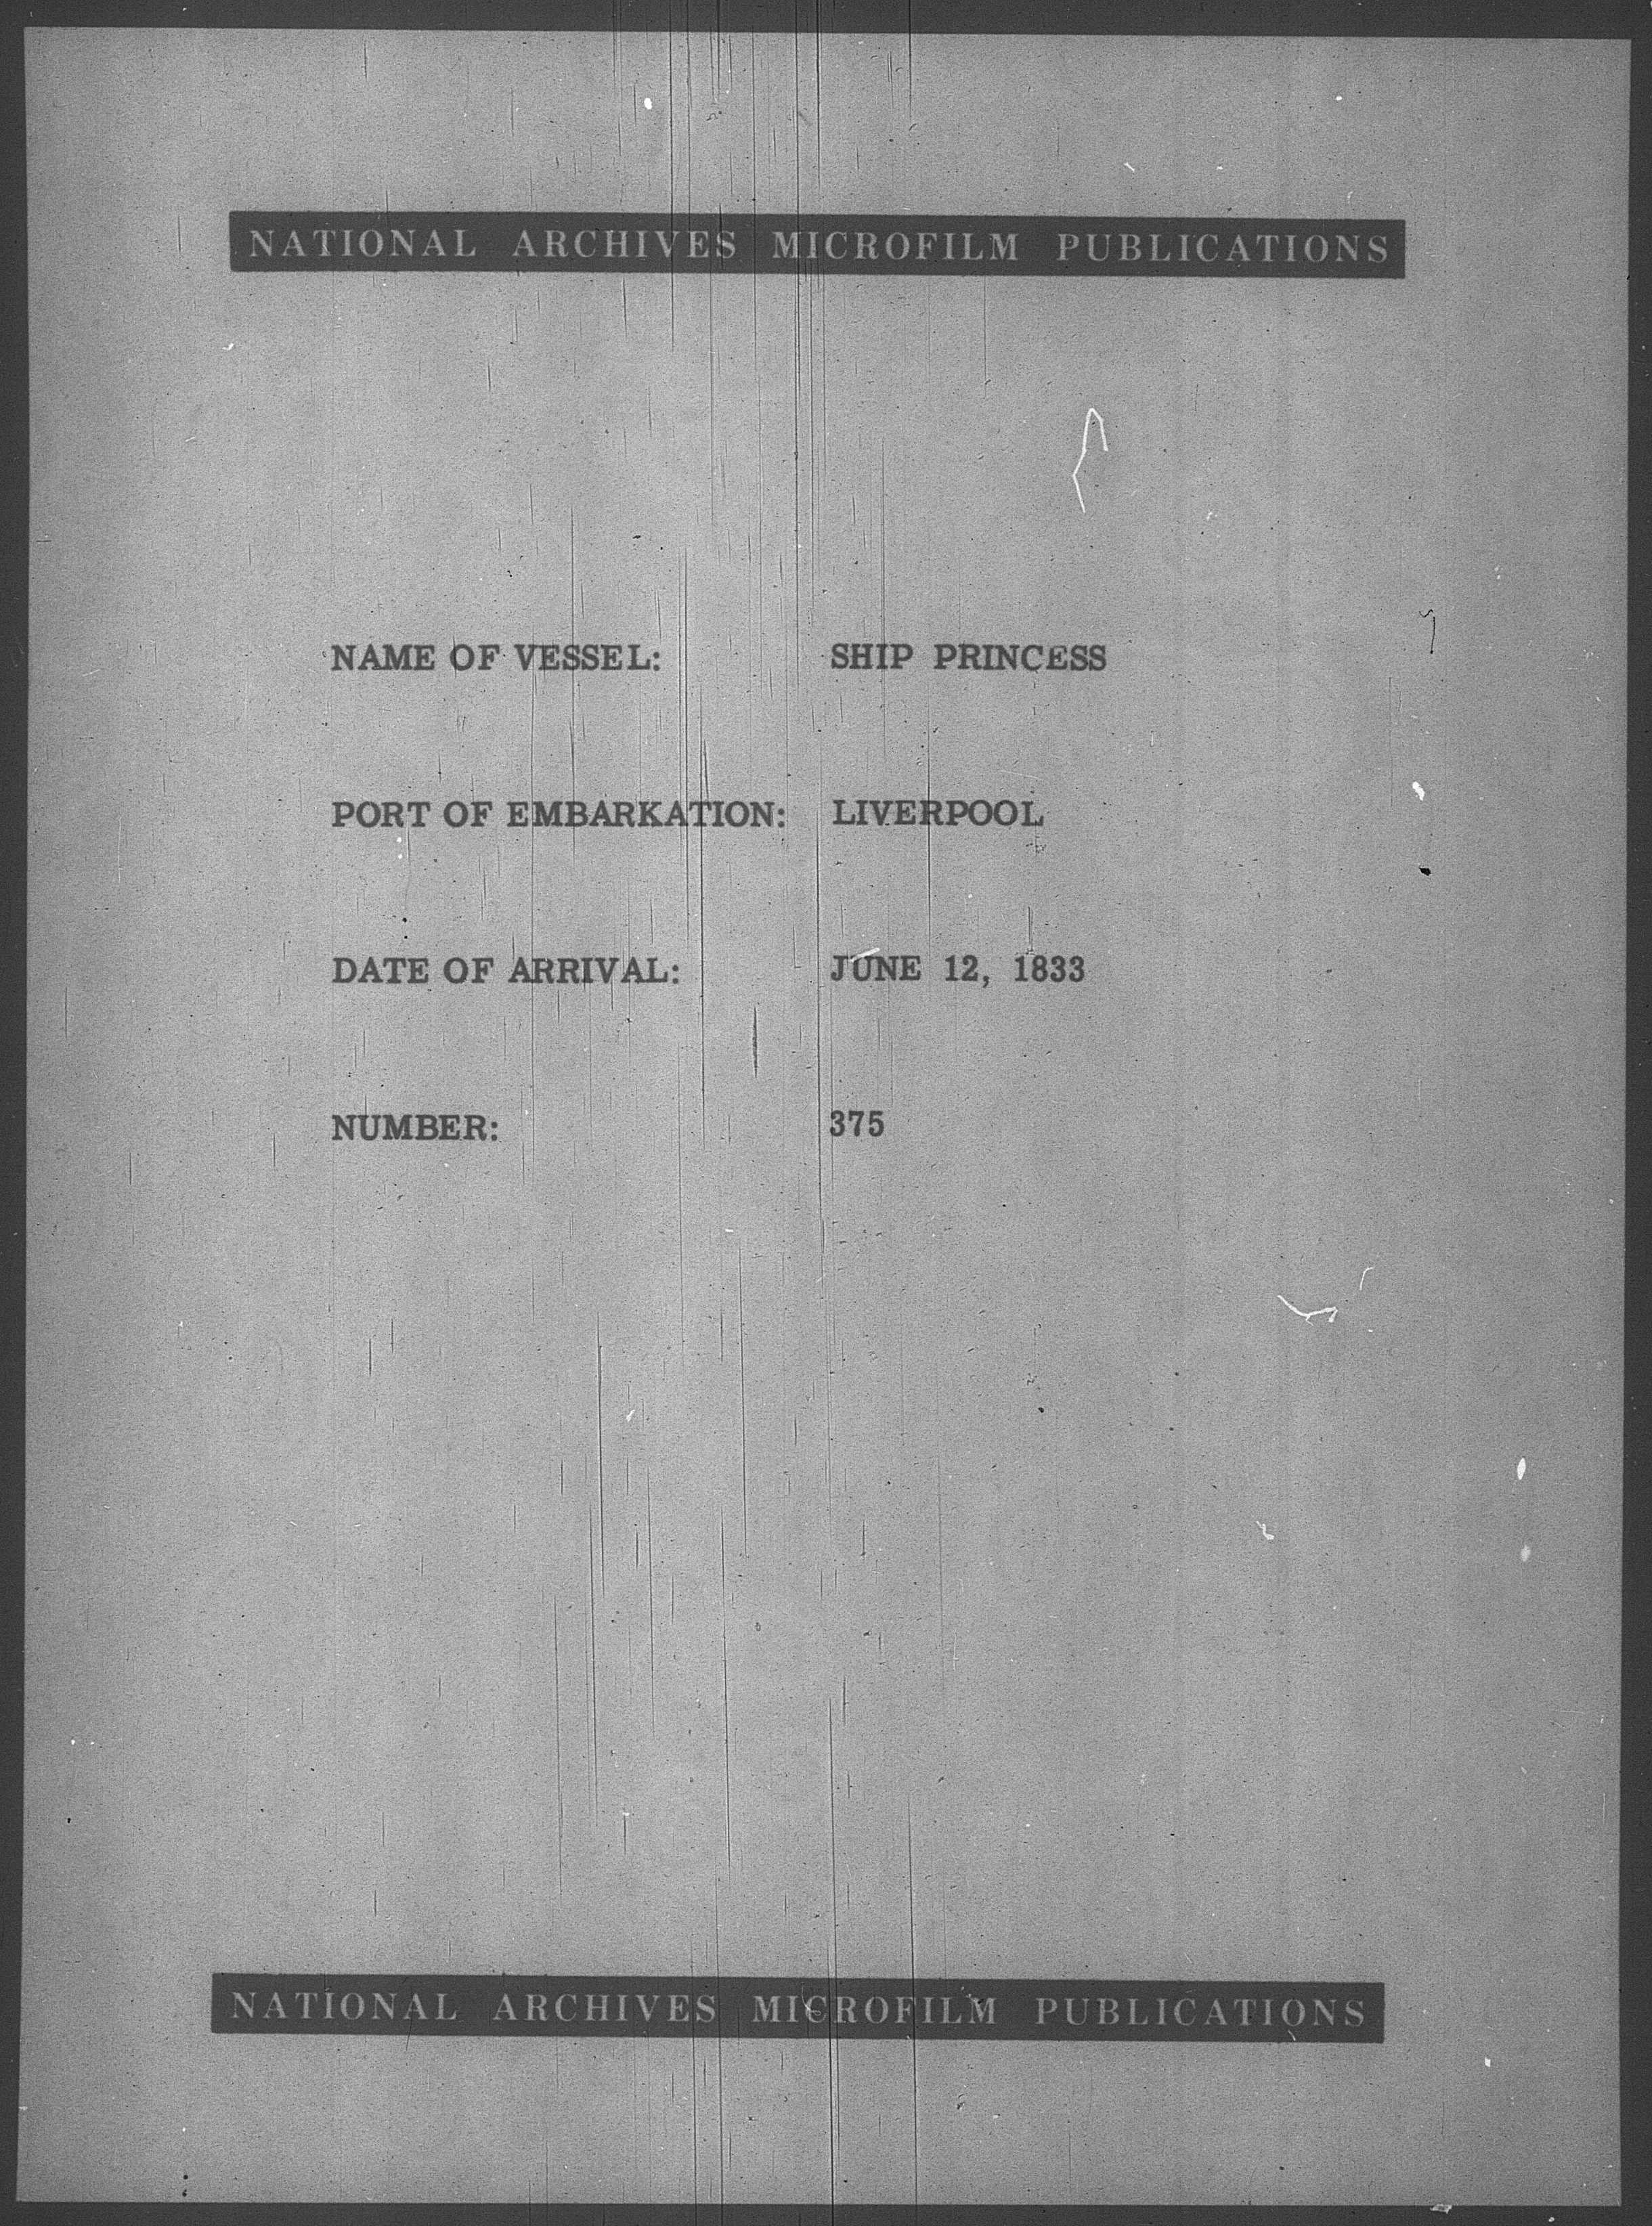 NATIONAL ARCHIVES MICROFILM PUBLICATIONS
NAME OF VESSEL: SHIP PRINCESS
PORT OF EMBARKATION: LIVERPOOL
DATE OF ARRIVAL: JUNE 12, 1833
NUMBER: 375
NATIONAL ARCHIVES MICROFILM PUBLICATIONS